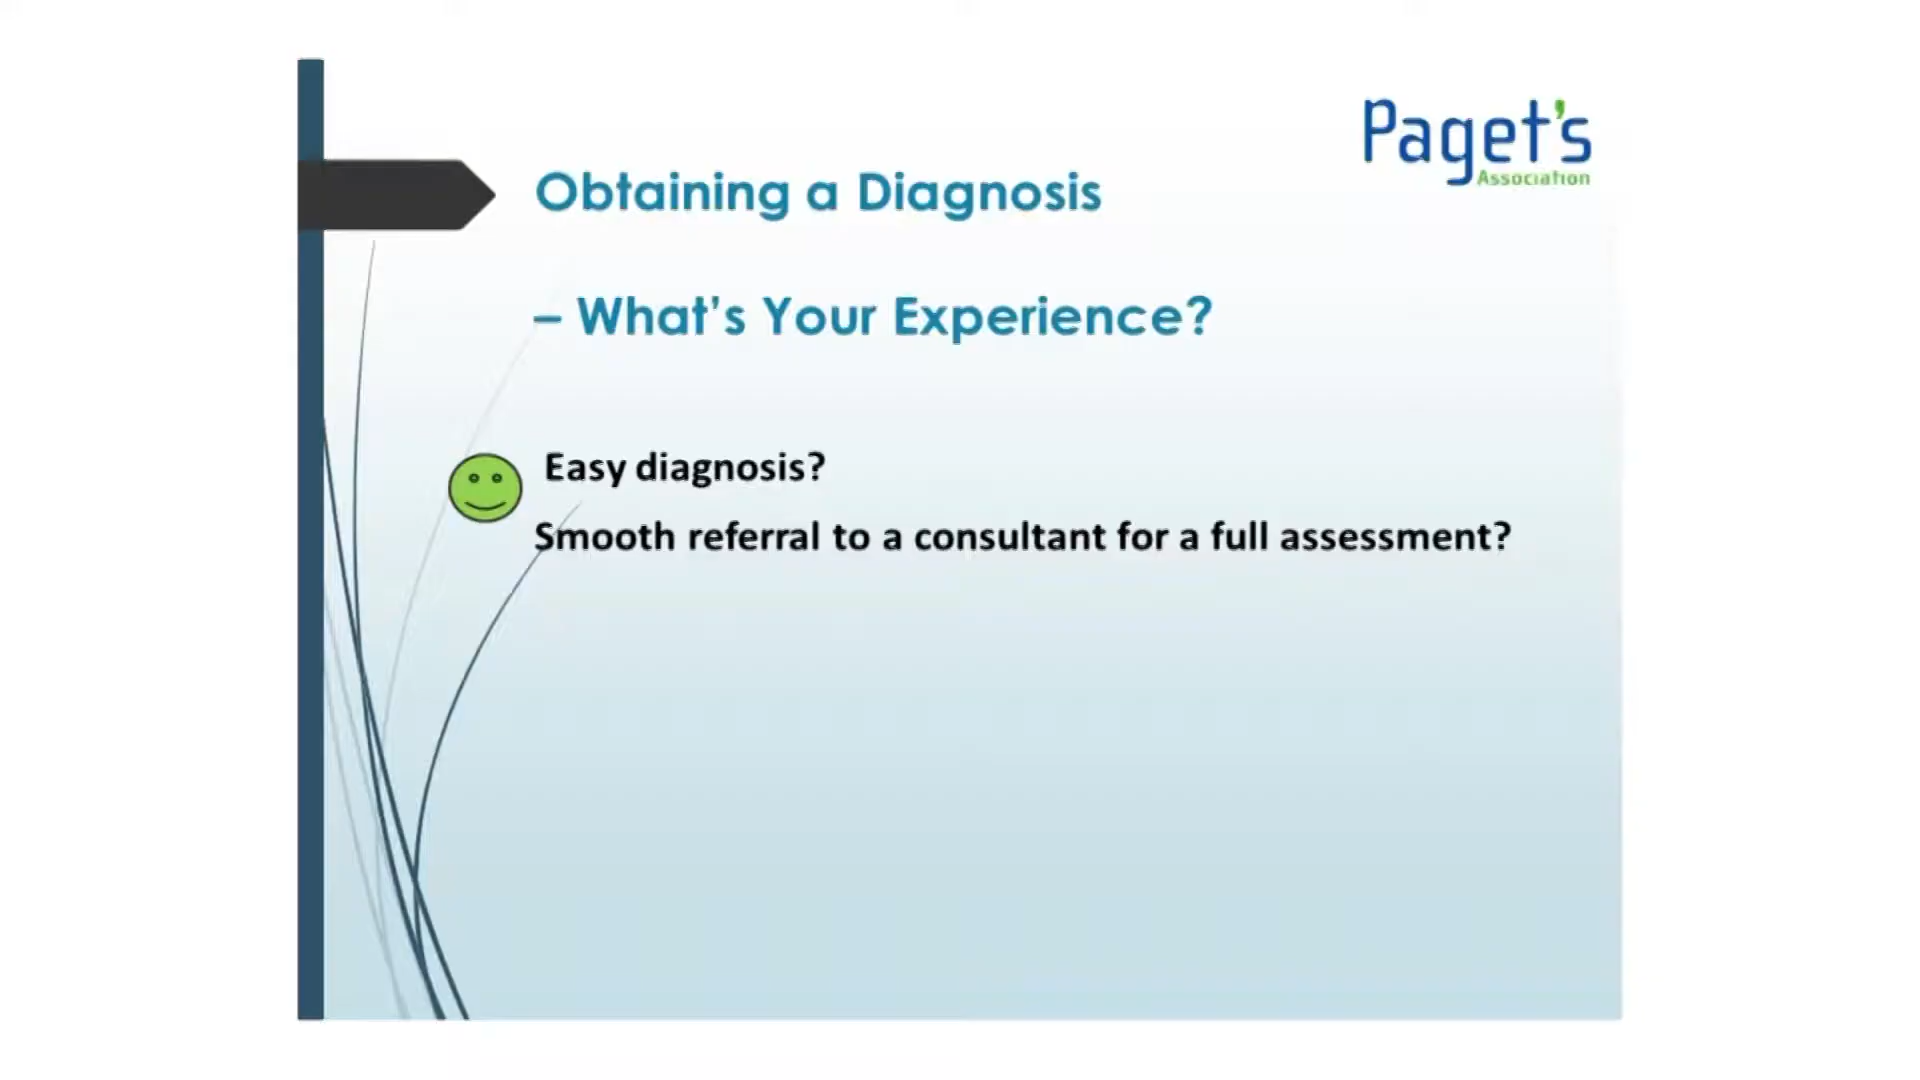 Paget's
Association
Obtaining a Diagnosis
– What's Your Experience?
Easy diagnosis?
Smooth referral to a consultant for a full assessment?